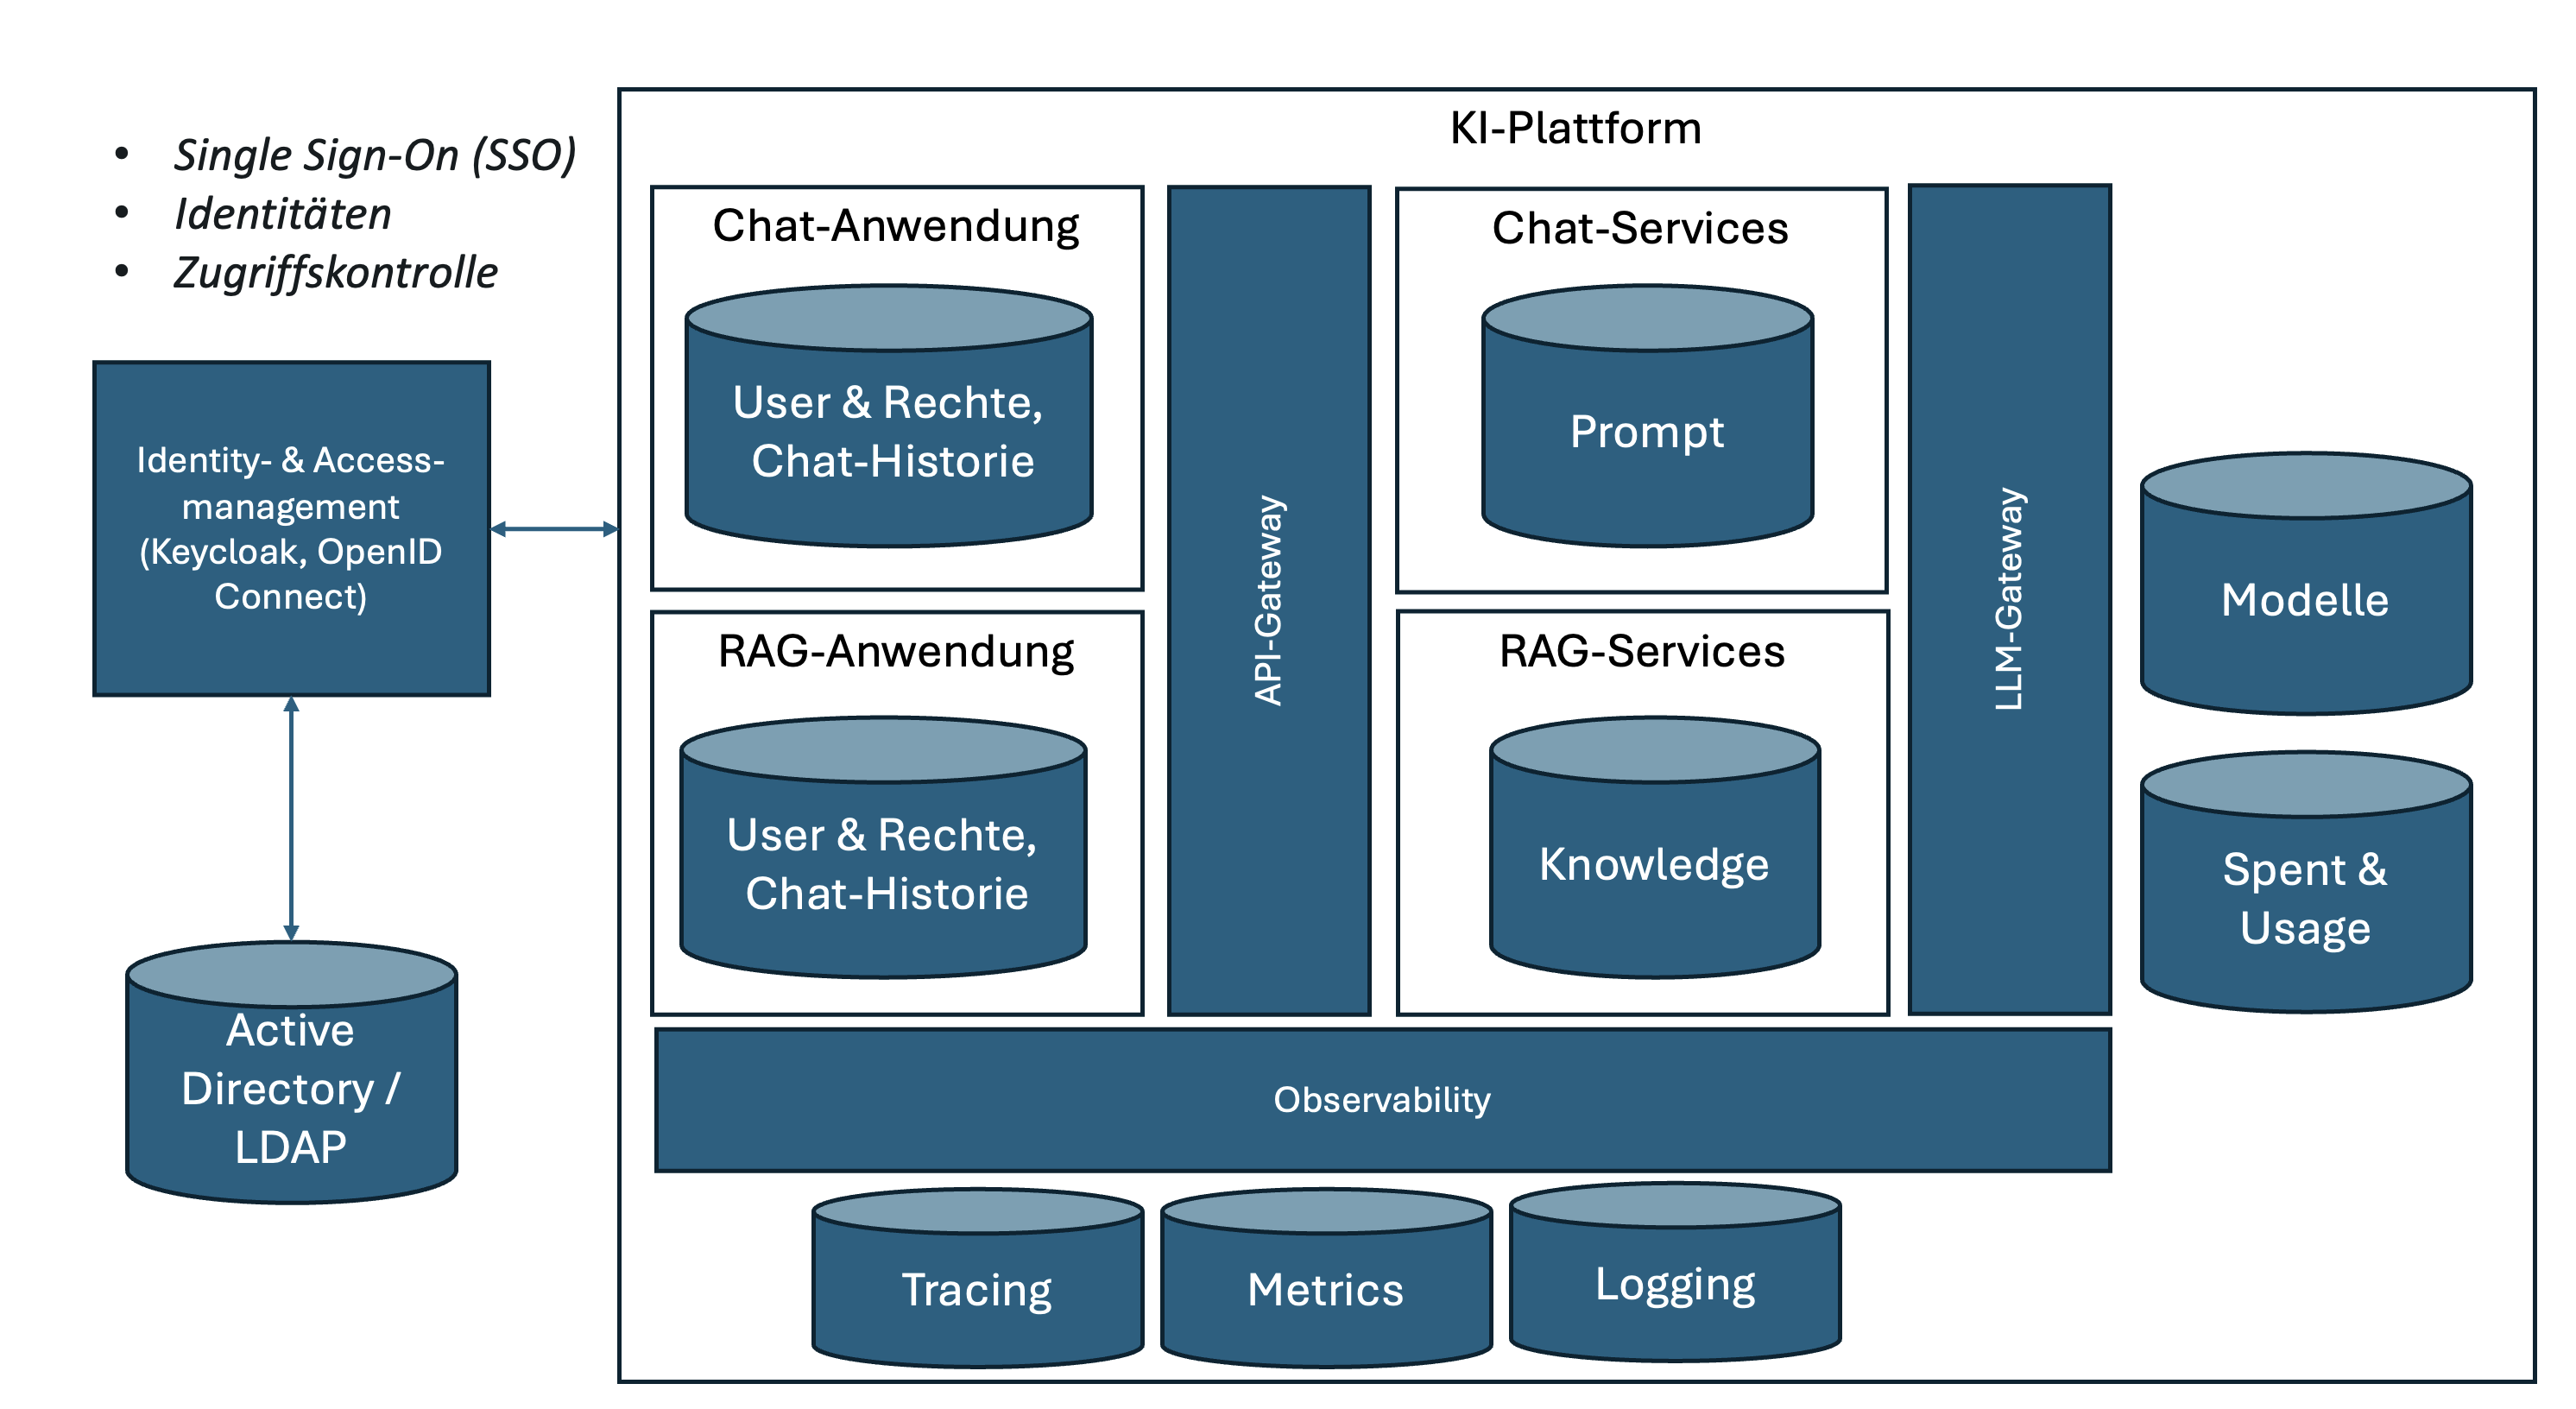 KI-Plattform
• Single Sign-On (SSO)
• Identitäten
• Zugriffskontrolle
Identity- & Access-
management
(Keycloak, OpenID
Connect)
Active
Directory /
LDAP
Chat-Anwendung
User & Rechte,
Chat-Historie
RAG-Anwendung
User & Rechte,
Chat-Historie
API-Gateway
Chat-Services
Prompt
RAG-Services
Knowledge
LLM-Gateway
Modelle
Spent &
Usage
Observability
Tracing
Metrics
Logging